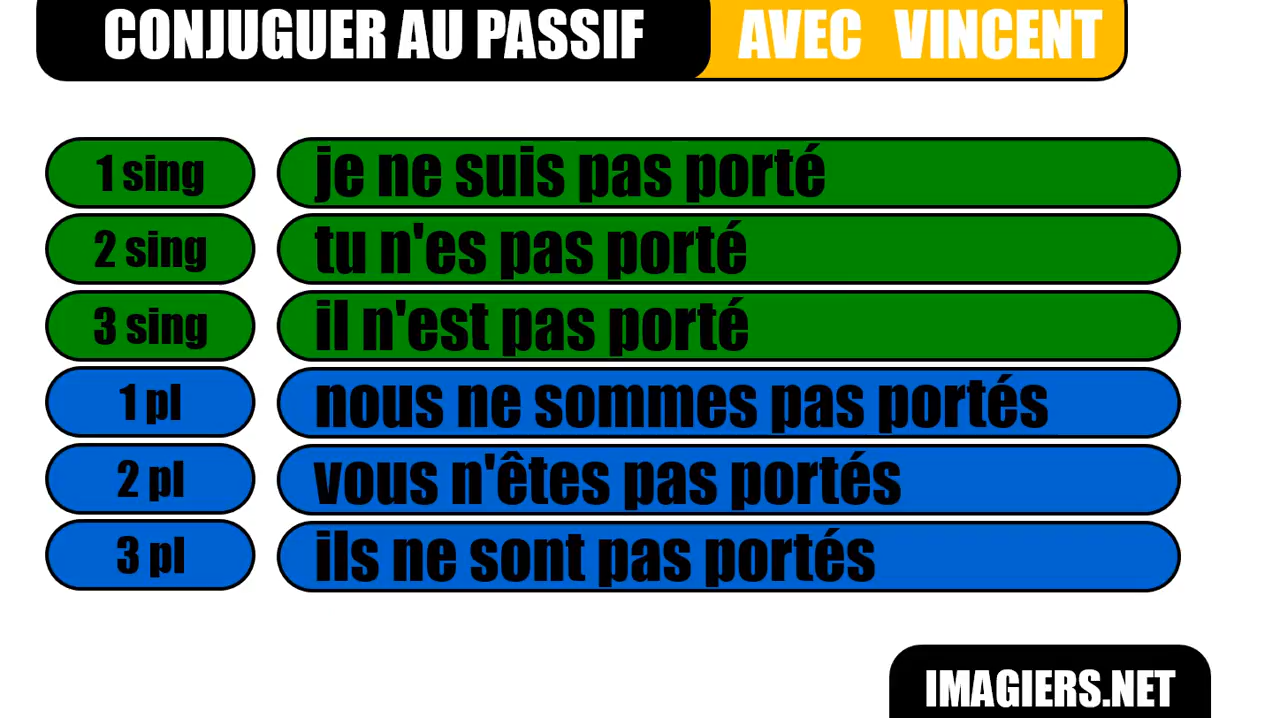 CONJUGUER AU PASSIF AVEC VINCENT
1 sing je ne suis pas porté
2 sing tu n'es pas porté
3 sing il n'est pas porté
1 pl nous ne sommes pas portés
2 pl vous n'êtes pas portés
3 pl ils ne sont pas portés
IMAGIERS.NET